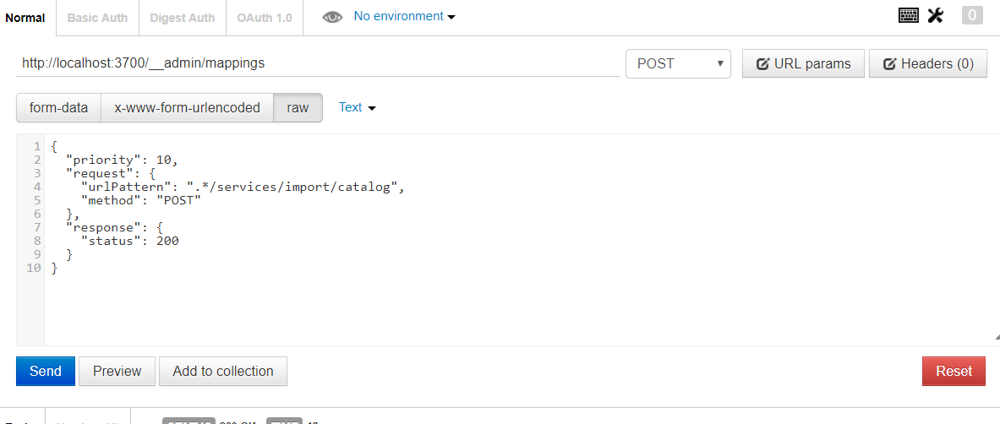 Normal Basic Auth Digest Auth OAuth 1.0 No environment 0
http://localhost:3700/__admin/mappings POST URL params Headers (0)
form-data x-www-form-urlencoded raw Text
1 {
2 "priority": 10,
3 "request": {
4 "urlPattern": ".*/services/import/catalog",
5 "method": "POST"
6 },
7 "response": {
8 "status": 200
9 }
10 }
Send Preview Add to collection Reset